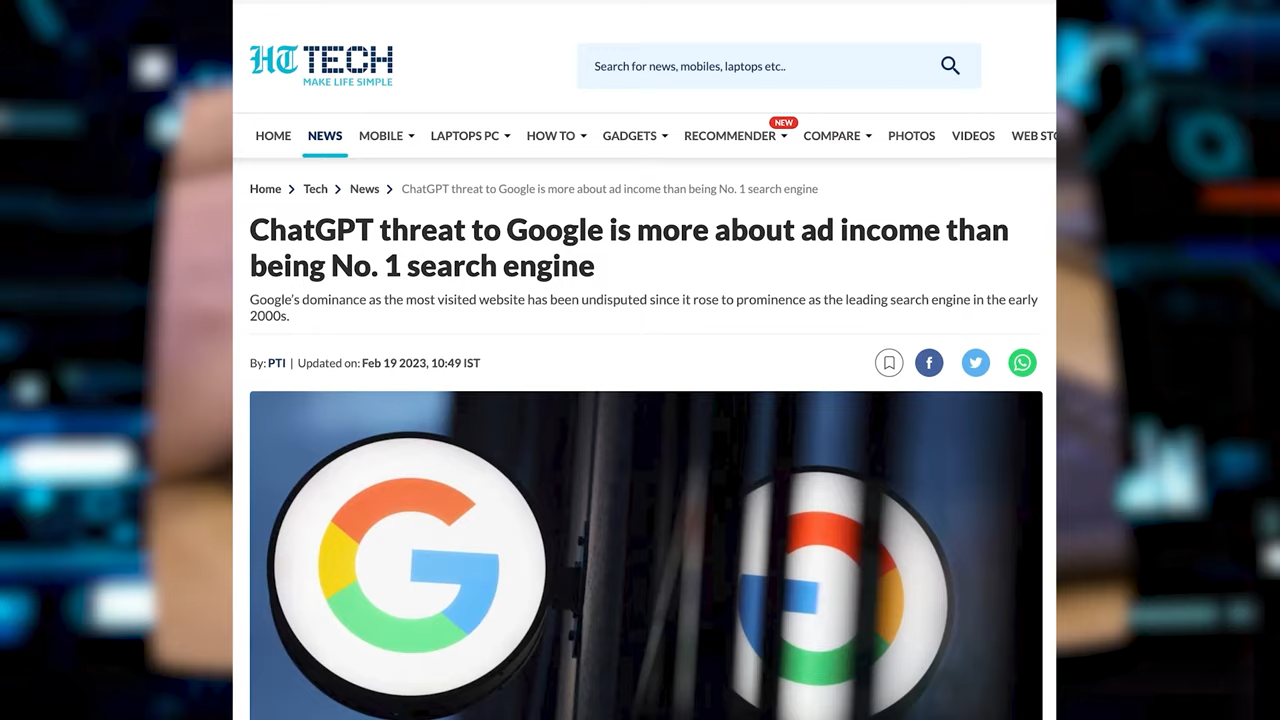 HT TECH
MAKE LIFE SIMPLE
Search for news, mobiles, laptops etc..
NEW
HOME NEWS MOBILE LAPTOPS PC HOW TO GADGETS RECOMMENDER COMPARE PHOTOS VIDEOS WEB STO
Home Tech News ChatGPT threat to Google is more about ad income than being No. 1 search engine
ChatGPT threat to Google is more about ad income than
being No. 1 search engine
Google's dominance as the most visited website has been undisputed since it rose to prominence as the leading search engine in the early
2000s.
By: PTI | Updated on: Feb 19 2023, 10:49 IST
G